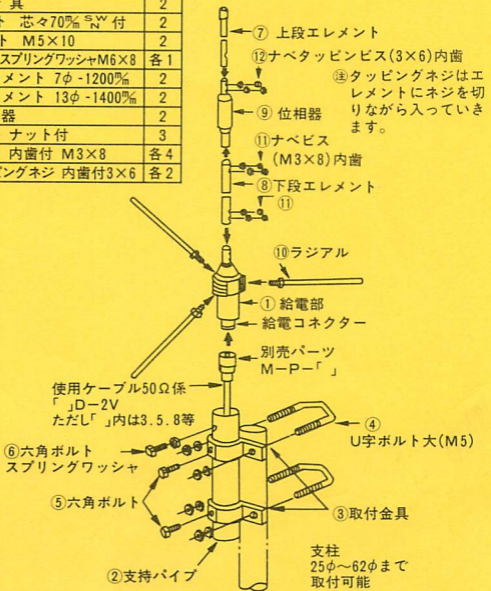 具 2
ト 芯々70㎜ SW付 2
ト M5×10 2
スプリングワッシャM6×8 各1
メント 7φ-1200㎜ 2
メント 13φ-1400㎜ 2
器 2
ナット付 3
内歯付 M3×8 各4
ングネジ 内歯付3×6 各2
⑦ 上段エレメント
⑫ナベタッピンビス(3×6)内歯
㊟タッピングネジはエ
レメントにネジを切
りながら入っていき
ます。
⑨ 位相器
⑪ナベビス
(M3×8)内歯
⑧下段エレメント
⑪
⑩ラジアル
① 給電部
給電コネクター
別売パーツ
M-P-「 」
使用ケーブル50Ω係
「 」D-2V
ただし「 」内は3.5.8等
④
U字ボルト大(M5)
⑥六角ボルト
スプリングワッシャ
⑤六角ボルト
③取付金具
②支持パイプ
支柱
25φ〜62φまで
取付可能